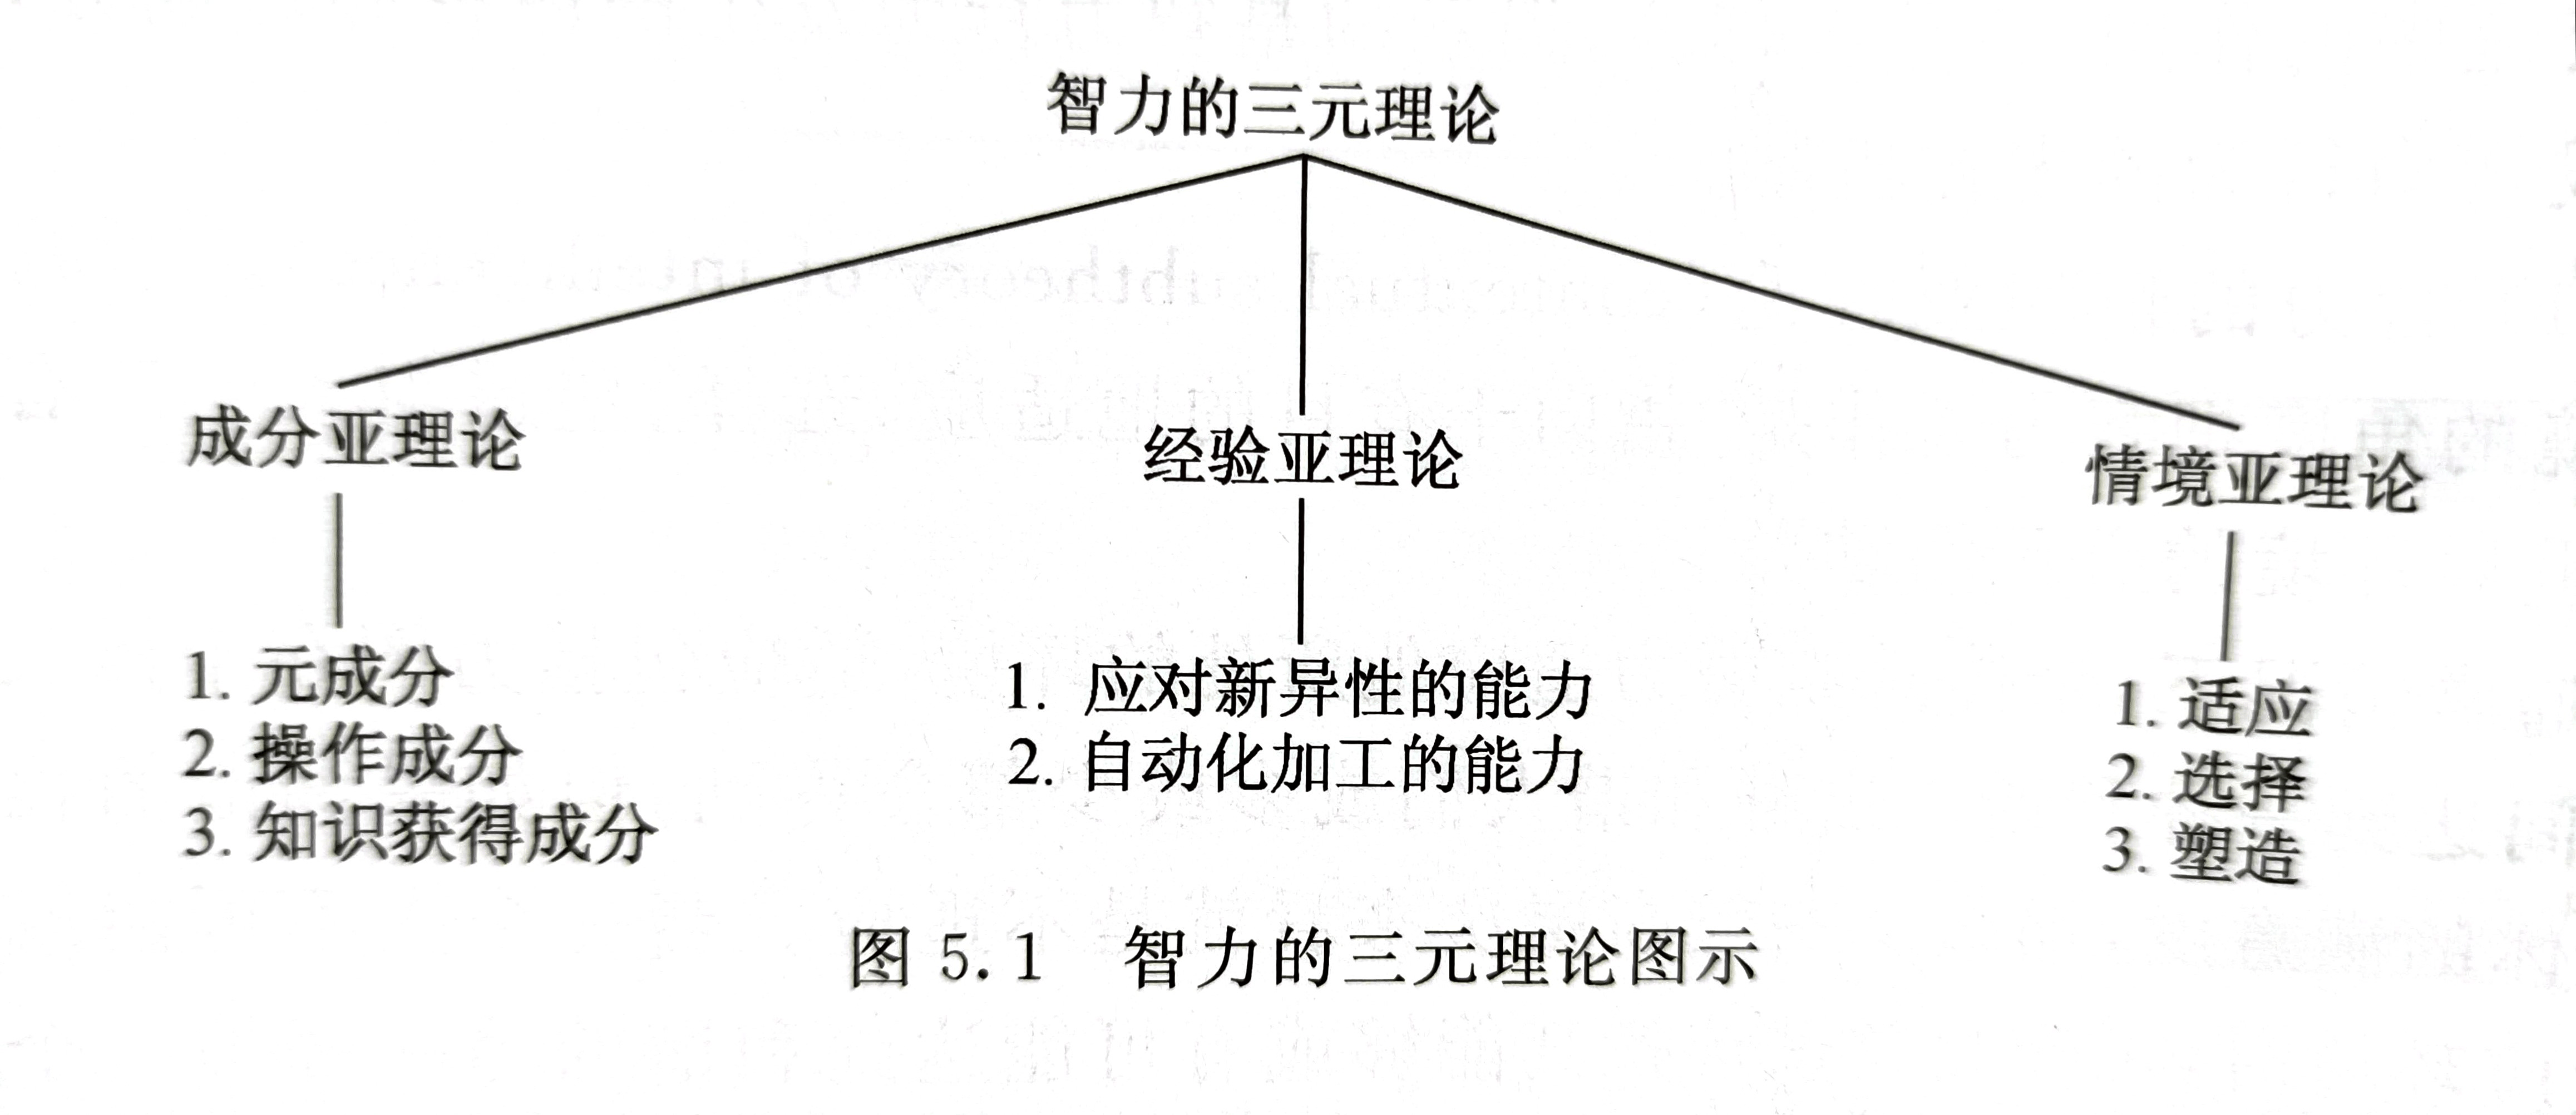 智力的三元理论
成分亚理论
经验亚理论
情境亚理论
1. 元成分
2. 操作成分
3. 知识获得成分
1. 应对新异性的能力
2. 自动化加工的能力
1. 适应
2. 选择
3. 塑造
图 5.1 智力的三元理论图示